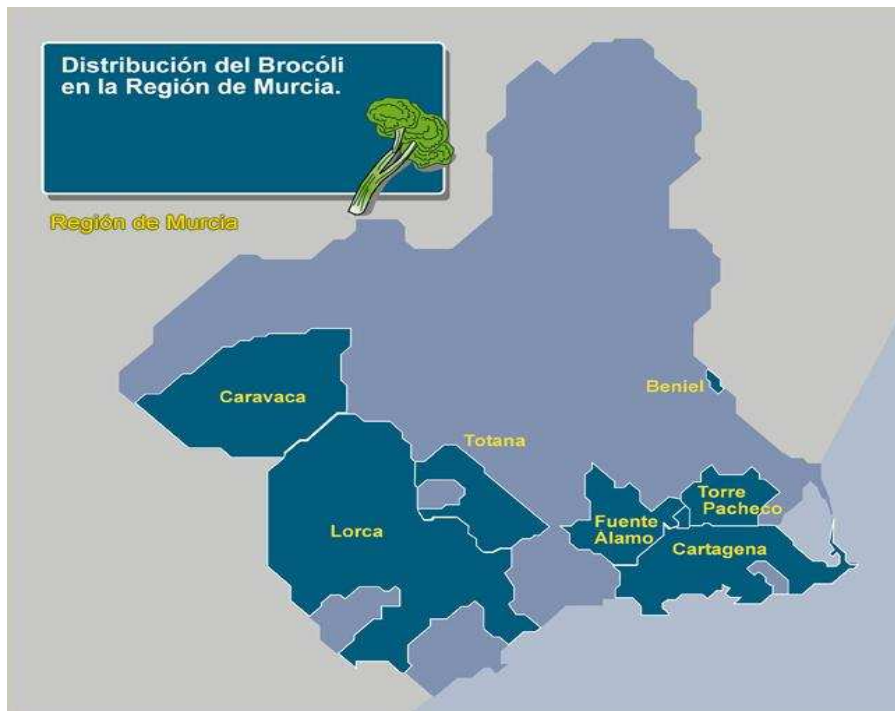 Distribución del Brocóli
en la Región de Murcia.
Región de Murcia
Caravaca
Beniel
Totana
Lorca
Torre
Pacheco
Fuente
Álamo
Cartagena